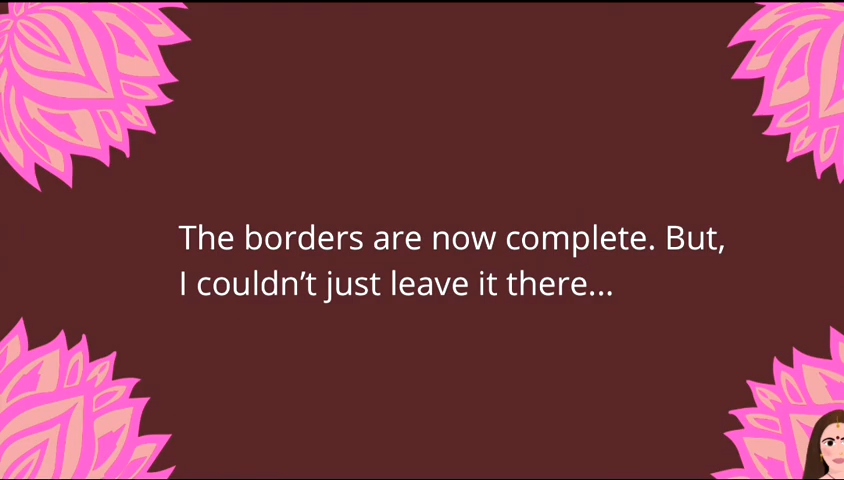 The borders are now complete. But,
I couldn’t just leave it there...